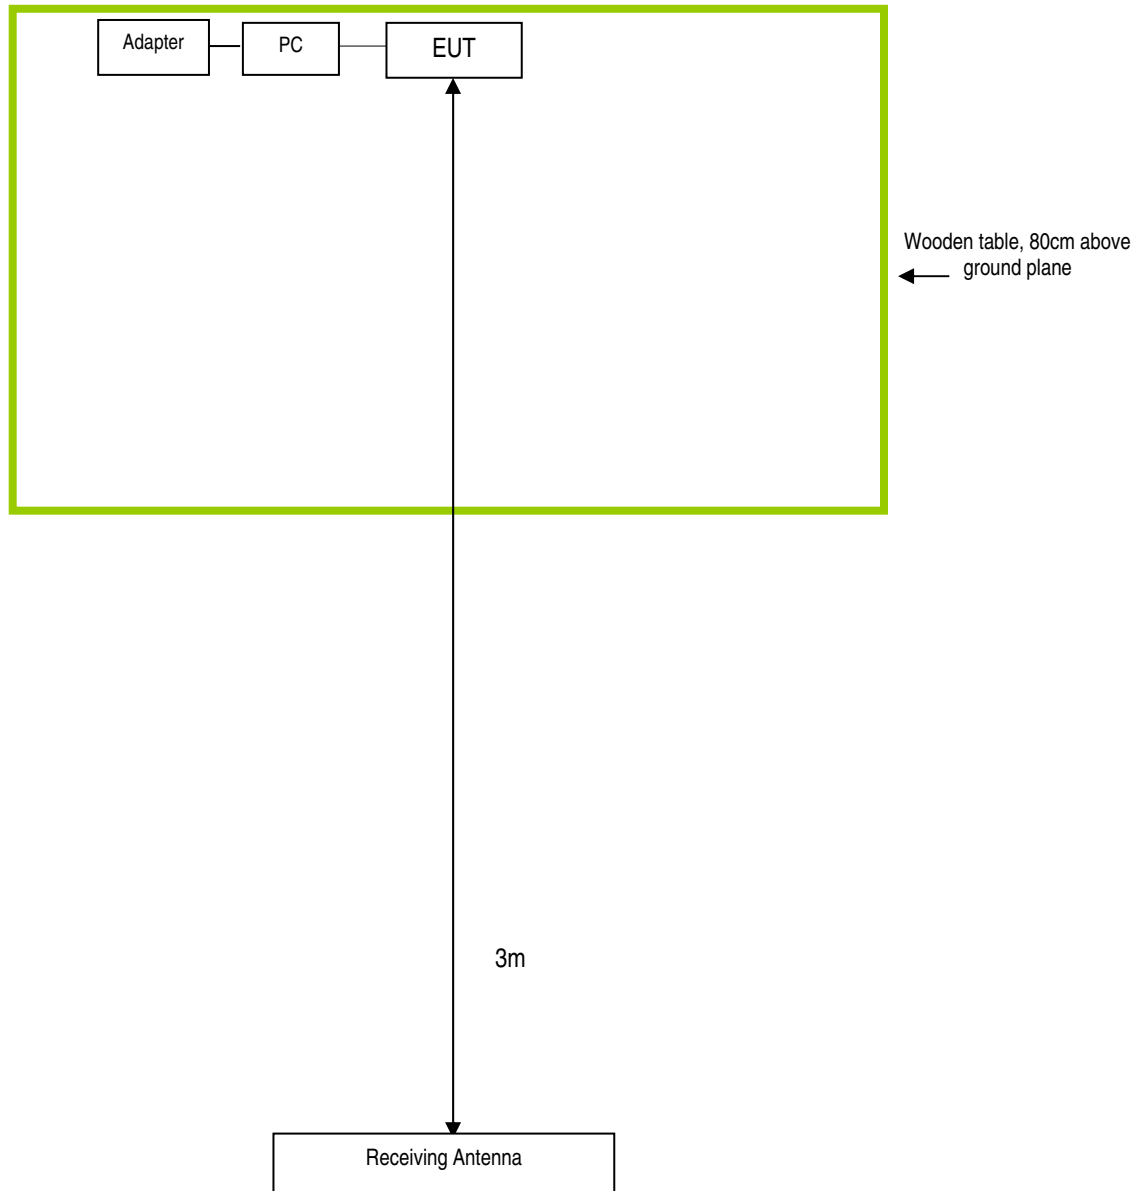 Adapter
PC
EUT
Wooden table, 80cm above
ground plane
3m
Receiving Antenna